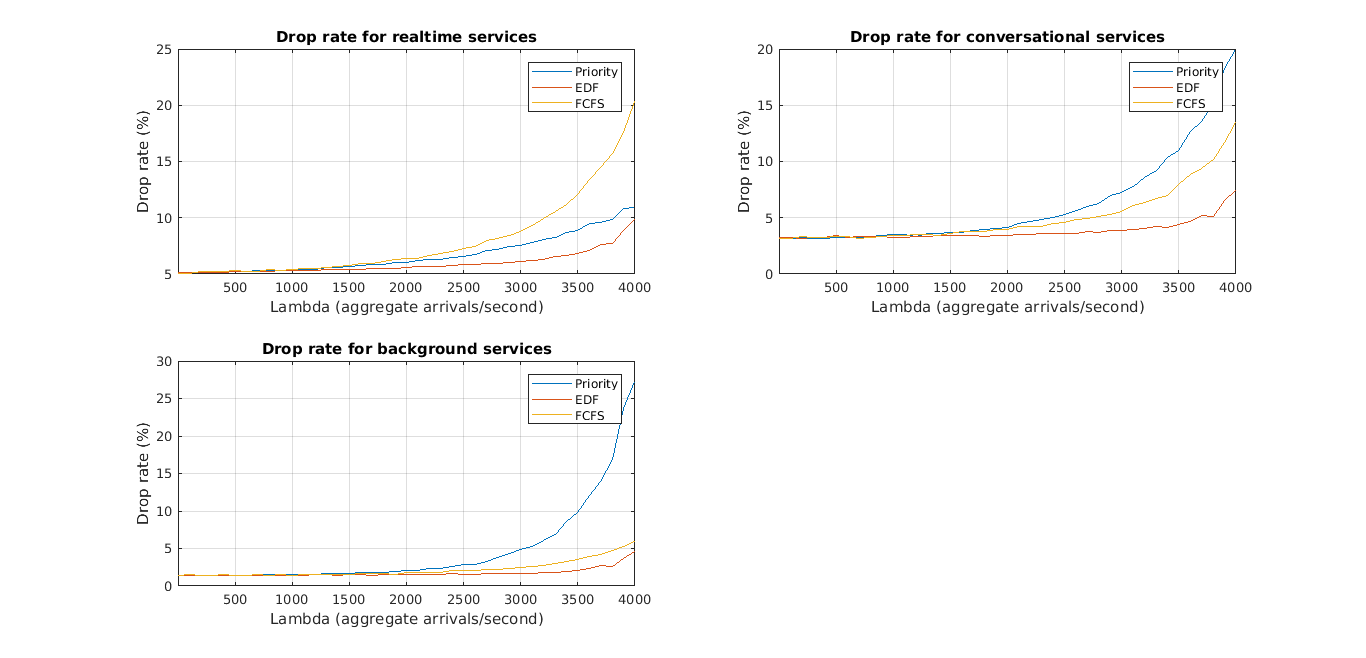 Drop rate for realtime services
25
20
15
10
5
Drop rate (%)
Priority
EDF
FCFS
500 1000 1500 2000 2500 3000 3500 4000
Lambda (aggregate arrivals/second)
Drop rate for conversational services
20
15
10
5
0
Drop rate (%)
Priority
EDF
FCFS
500 1000 1500 2000 2500 3000 3500 4000
Lambda (aggregate arrivals/second)
Drop rate for background services
30
25
20
15
10
5
0
Drop rate (%)
Priority
EDF
FCFS
500 1000 1500 2000 2500 3000 3500 4000
Lambda (aggregate arrivals/second)